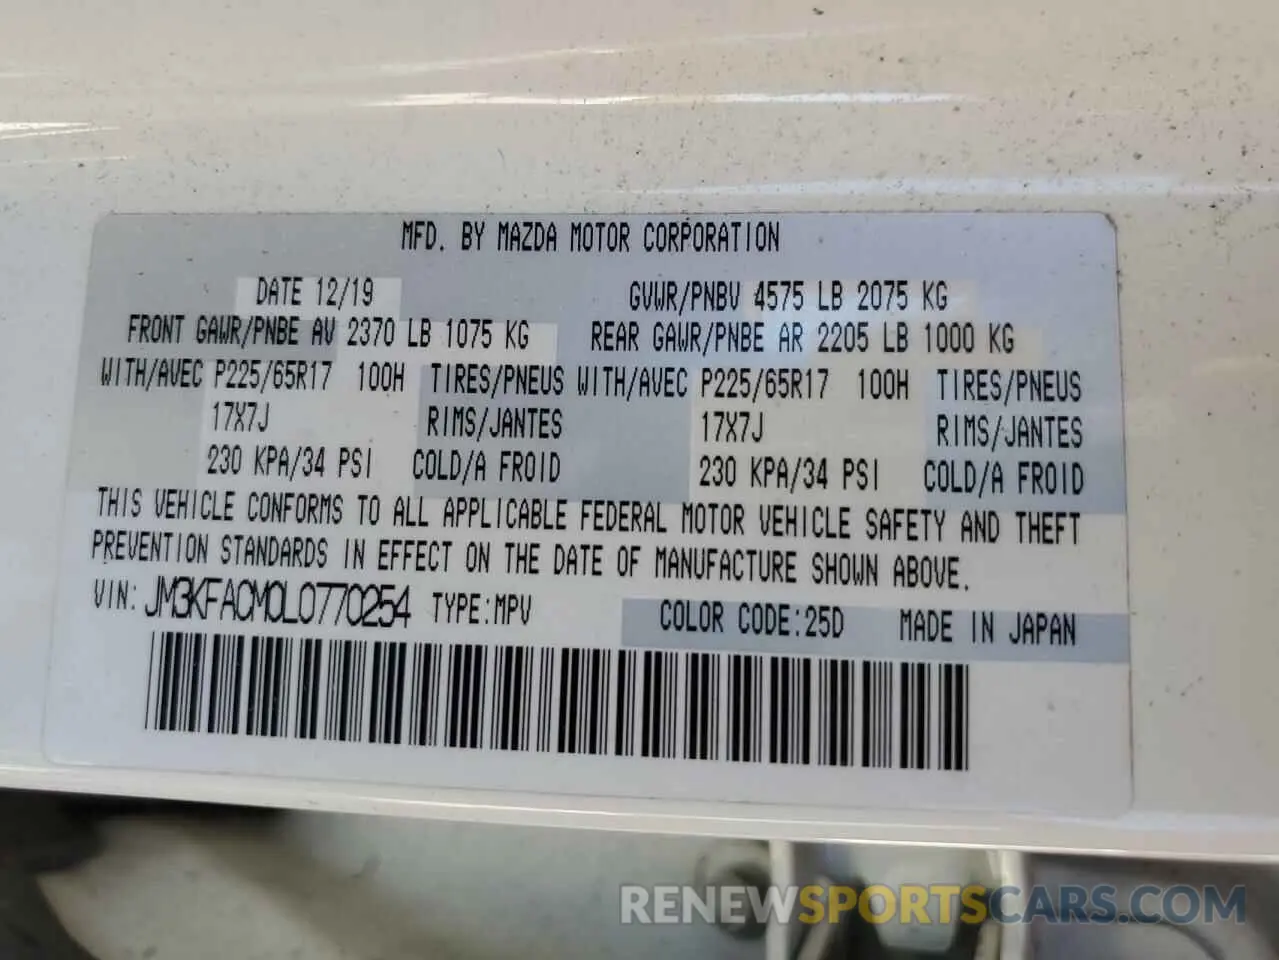 MFD. BY MAZDA MOTOR CORPORATION
DATE 12/19 GVWR/PNBV 4575 LB 2075 KG
FRONT GAWR/PNBE AV 2370 LB 1075 KG REAR GAWR/PNBE AR 2205 LB 1000 KG
WITH/AVEC P225/65R17 100H TIRES/PNEUS WITH/AVEC P225/65R17 100H TIRES/PNEUS
17X7J RIMS/JANTES 17X7J RIMS/JANTES
230 KPA/34 PSI COLD/A FROID 230 KPA/34 PSI COLD/A FROID
THIS VEHICLE CONFORMS TO ALL APPLICABLE FEDERAL MOTOR VEHICLE SAFETY AND THEFT
PREVENTION STANDARDS IN EFFECT ON THE DATE OF MANUFACTURE SHOWN ABOVE.
VIN: JM3KFACM0L0770254 TYPE:MPV COLOR CODE:25D MADE IN JAPAN
RENEWSPORTSCARS.COM